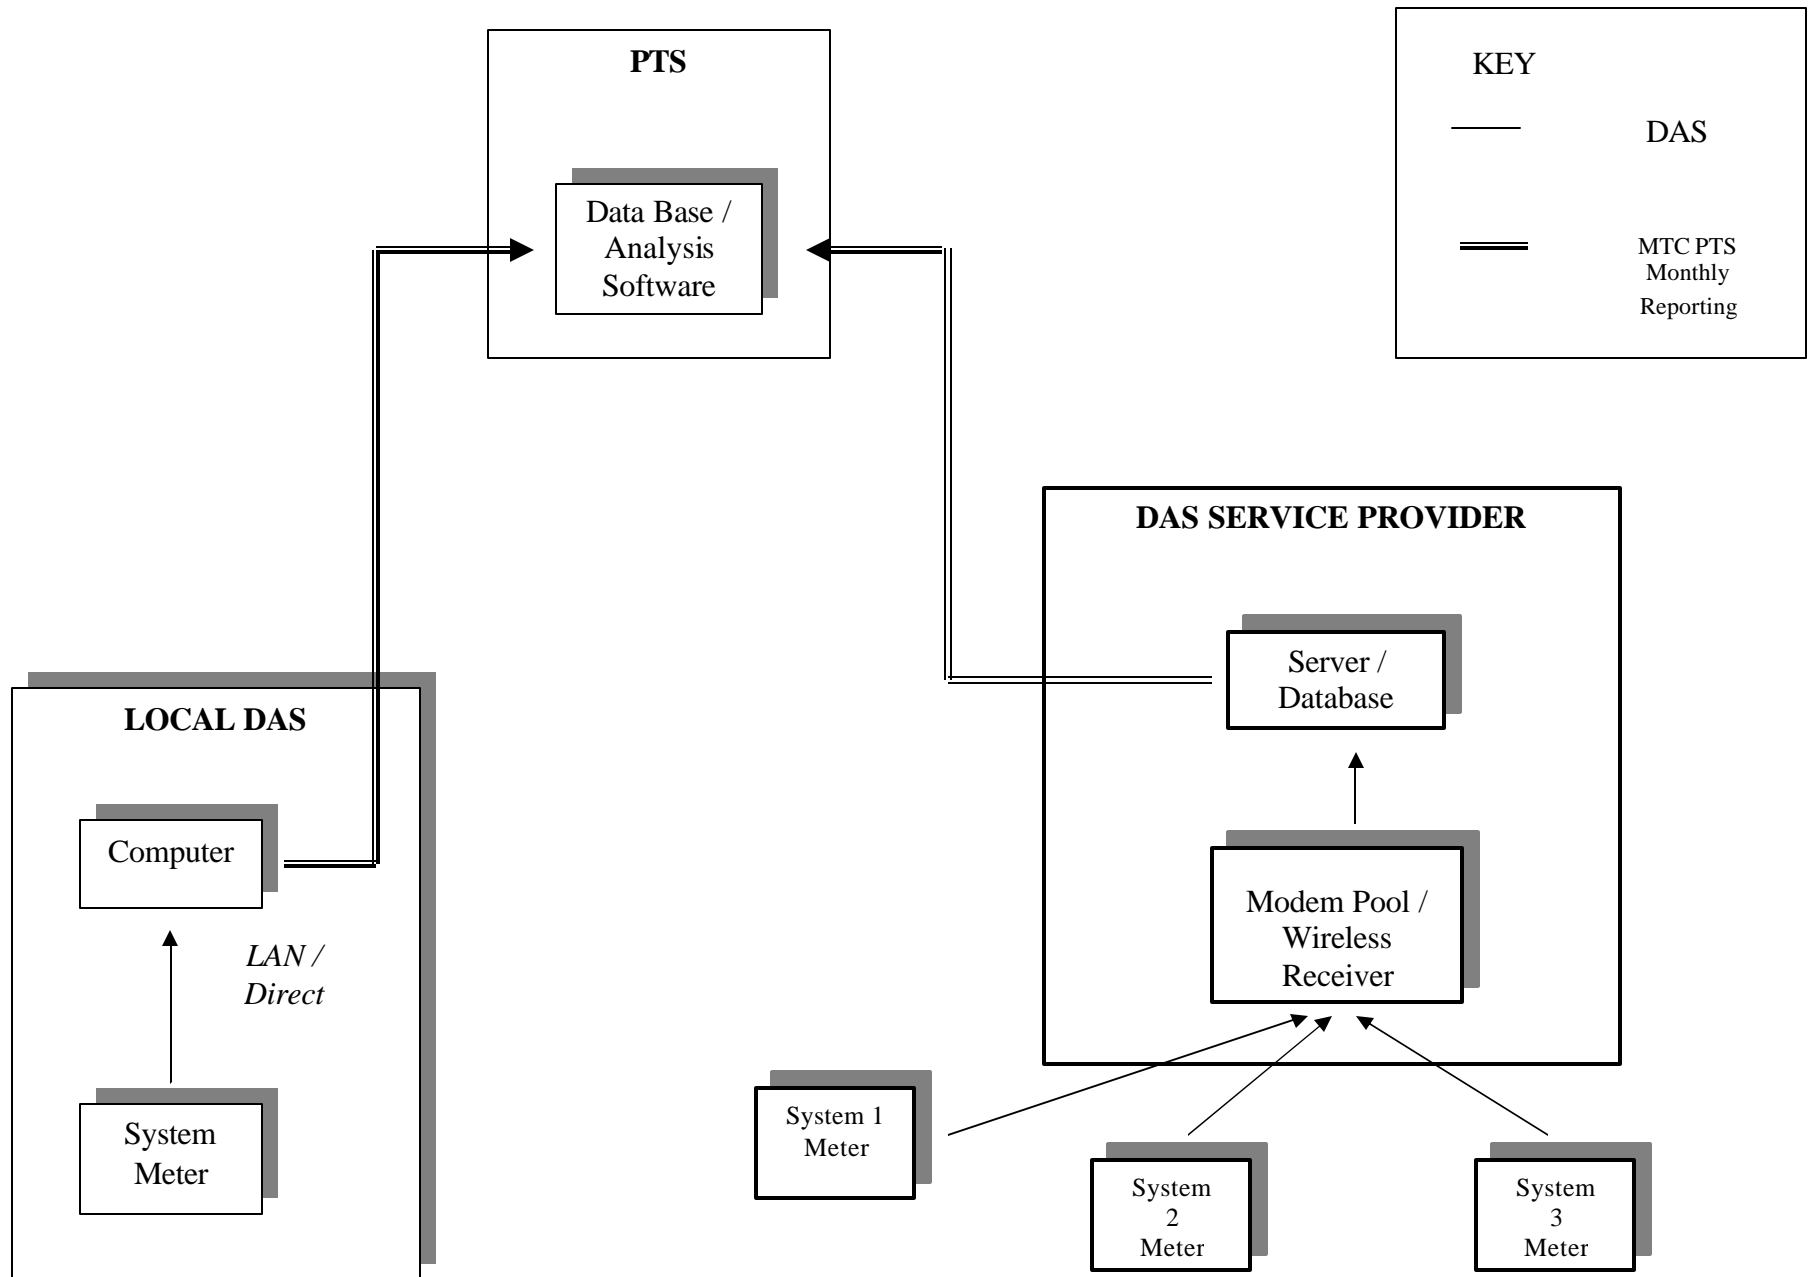 PTS
Data Base /
Analysis
Software
KEY
DAS
MTC PTS
Monthly
Reporting
DAS SERVICE PROVIDER
Server /
Database
Modem Pool /
Wireless
Receiver
LOCAL DAS
Computer
LAN /
Direct
System
Meter
System 1
Meter
System
2
Meter
System
3
Meter